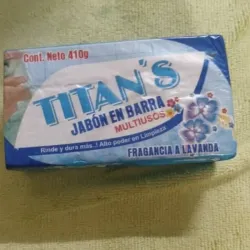 Cont. Neto 410g
TITAN'S
JABÓN EN BARRA
MULTIUSOS
Rinde y dura más..! Alto poder en Limpieza
FRAGANCIA A LAVANDA